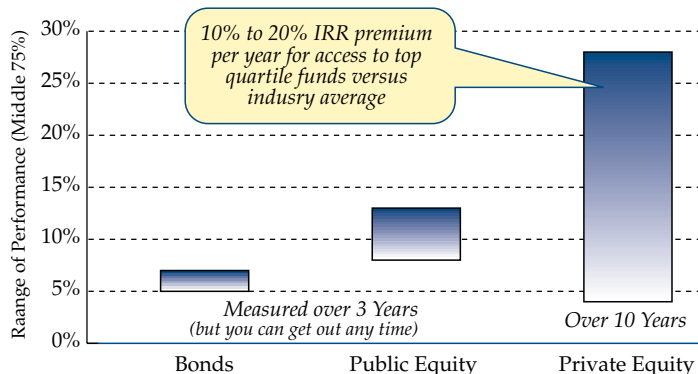 30%
25%
20%
15%
10%
5%
0%
Raange of Performance (Middle 75%)
10% to 20% IRR premium
per year for access to top
quartile funds versus
indusry average
Measured over 3 Years
(but you can get out any time)
Over 10 Years
Bonds
Public Equity
Private Equity